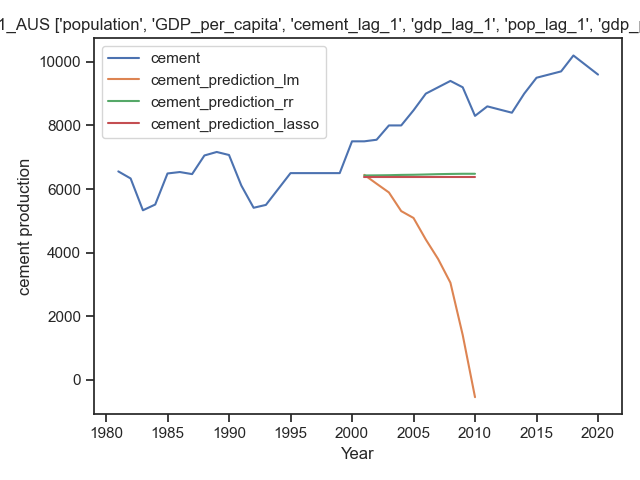 1_AUS ['population', 'GDP_per_capita', 'cement_lag_1', 'gdp_lag_1', 'pop_lag_1', 'gdp_
cement
cement_prediction_lm
cement_prediction_rr
cement_prediction_lasso
cement production
10000
8000
6000
4000
2000
0
1980 1985 1990 1995 2000 2005 2010 2015 2020
Year